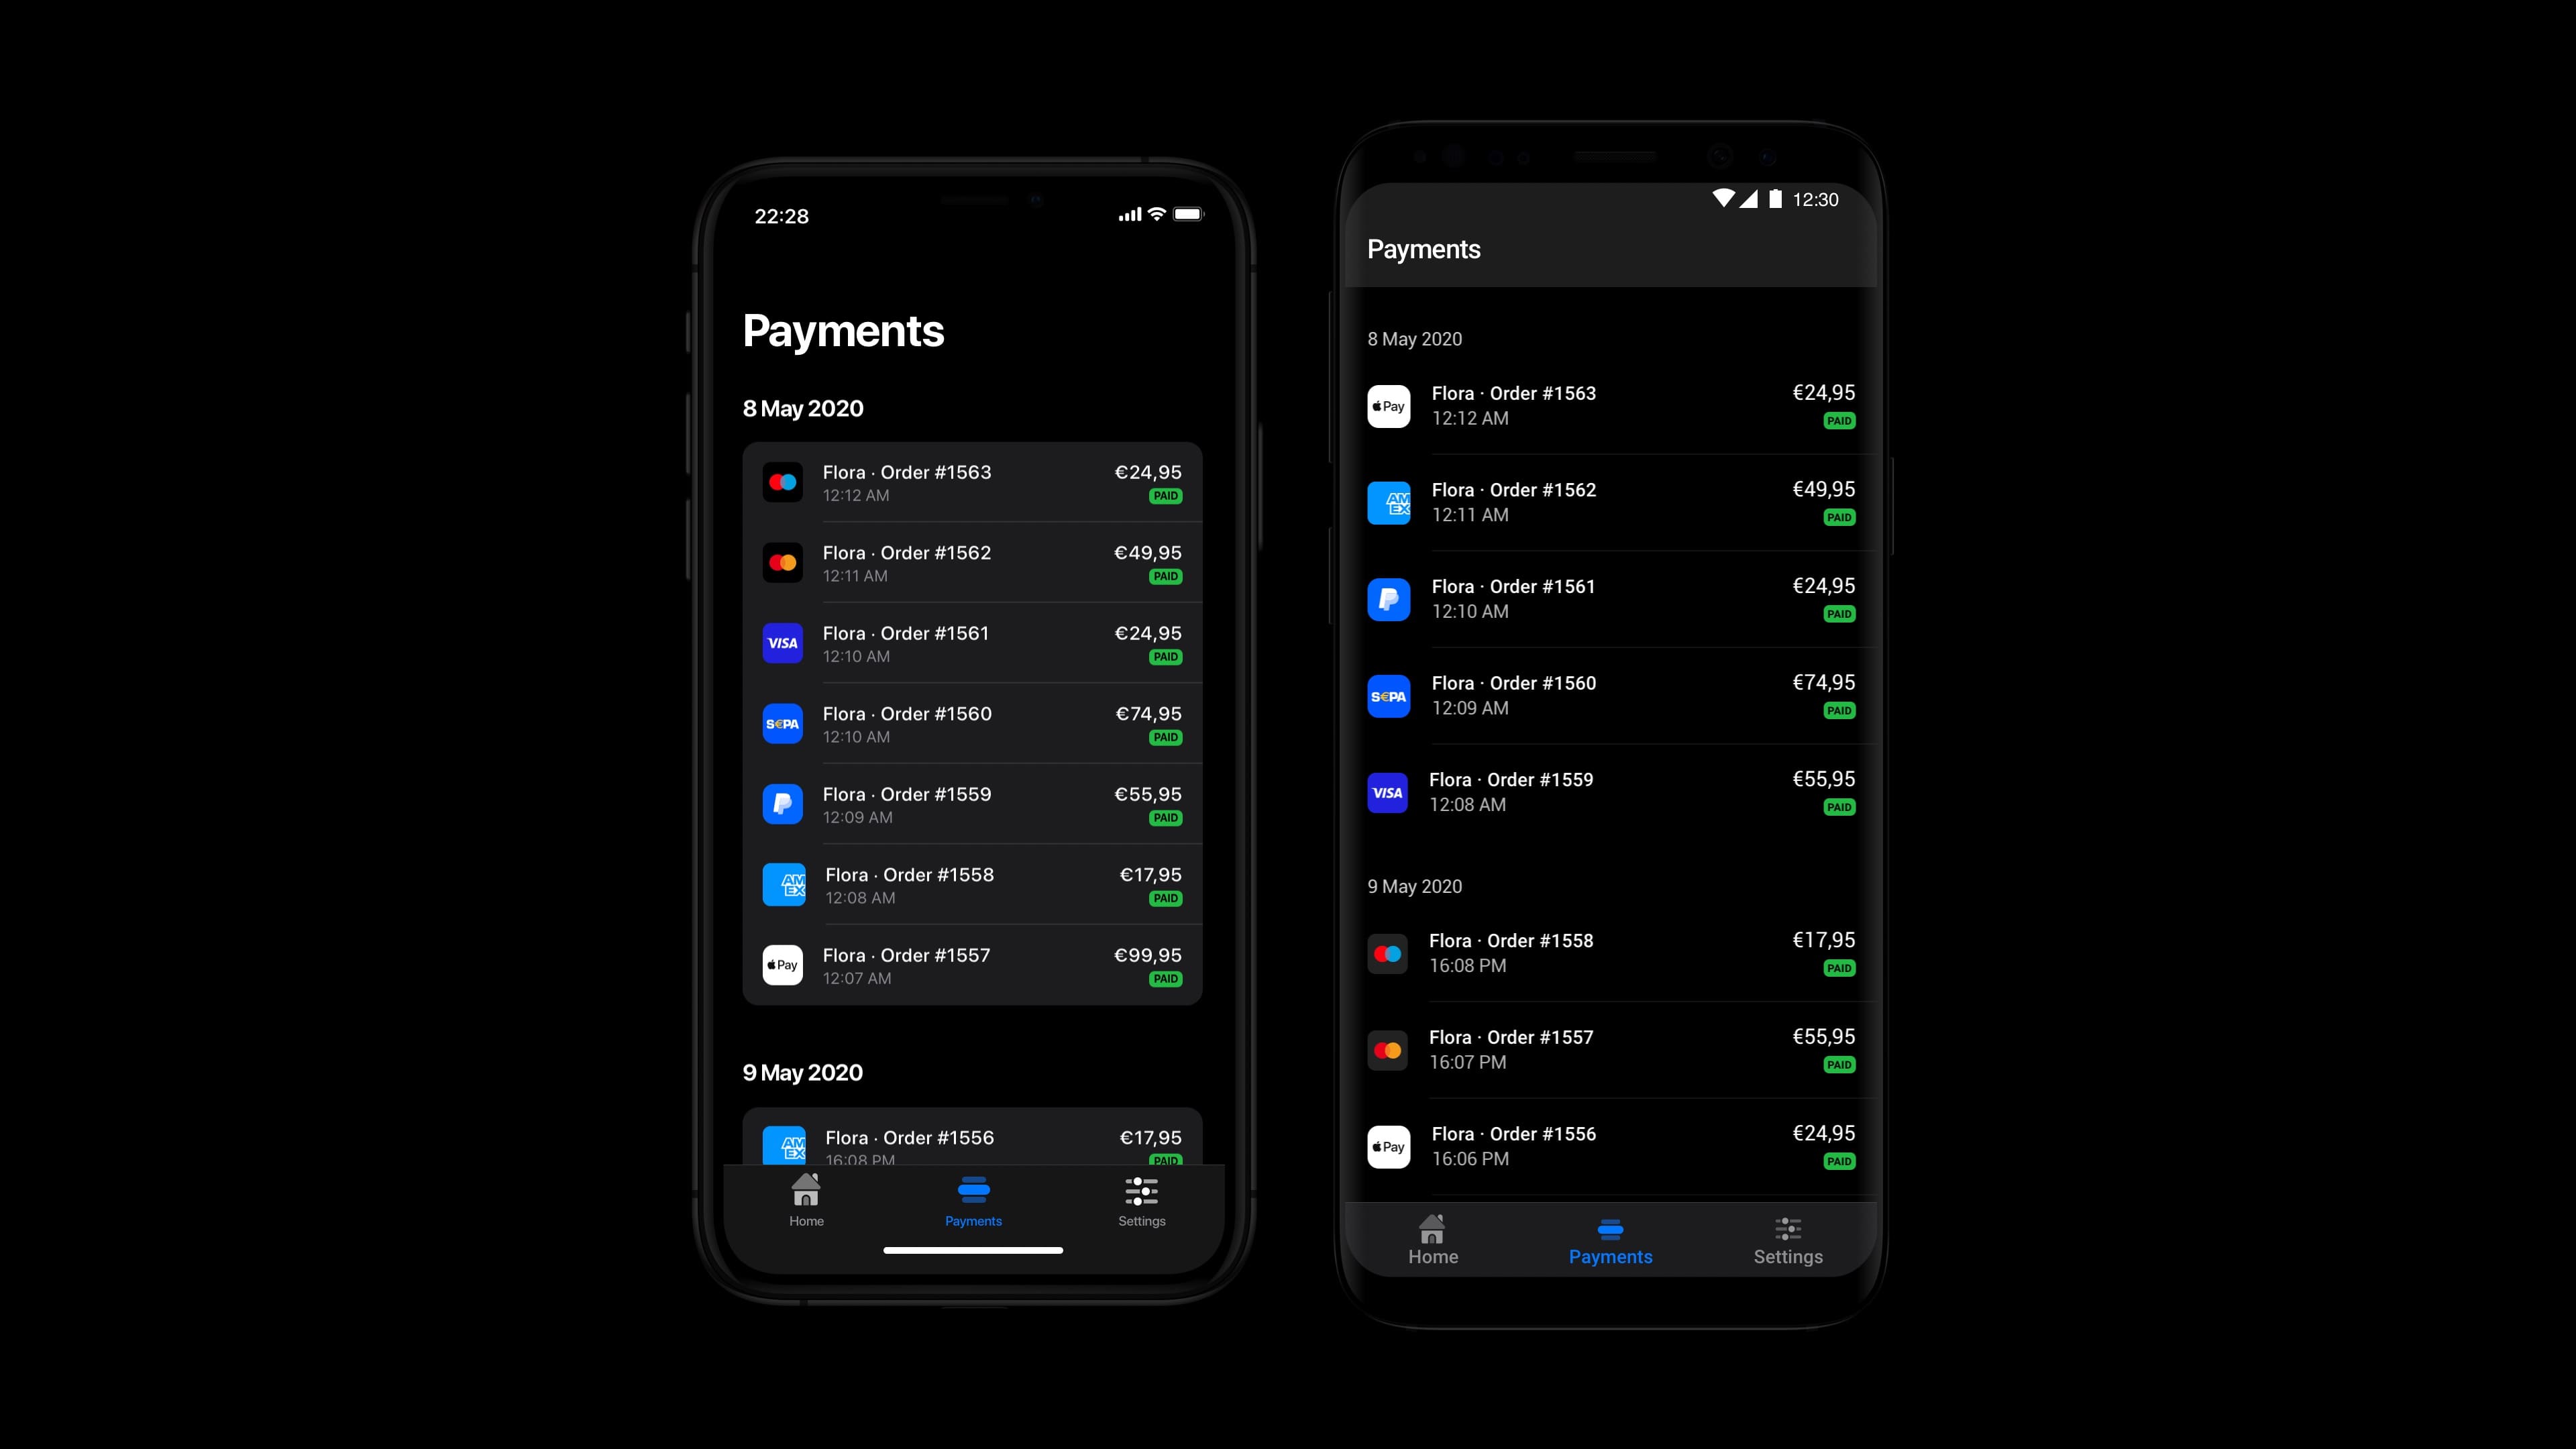 22:28
Payments
8 May 2020
Flora · Order #1563
€24,95
12:12 AM
PAID
Flora · Order #1562
€49,95
12:11 AM
PAID
VISA
Flora · Order #1561
€24,95
12:10 AM
PAID
S€PA
Flora · Order #1560
€74,95
12:10 AM
PAID
Flora · Order #1559
€55,95
12:09 AM
PAID
AM
EX
Flora · Order #1558
€17,95
12:08 AM
PAID
Pay
Flora · Order #1557
€99,95
12:07 AM
PAID
9 May 2020
AM
EX
Flora · Order #1556
€17,95
16:08 PM
PAID
Home
Payments
Settings
12:30
Payments
8 May 2020
Pay
Flora · Order #1563
€24,95
12:12 AM
PAID
AM
EX
Flora · Order #1562
€49,95
12:11 AM
PAID
Flora · Order #1561
€24,95
12:10 AM
PAID
S€PA
Flora · Order #1560
€74,95
12:09 AM
PAID
VISA
Flora · Order #1559
€55,95
12:08 AM
PAID
9 May 2020
Flora · Order #1558
€17,95
16:08 PM
PAID
Flora · Order #1557
€55,95
16:07 PM
PAID
Pay
Flora · Order #1556
€24,95
16:06 PM
PAID
Home
Payments
Settings